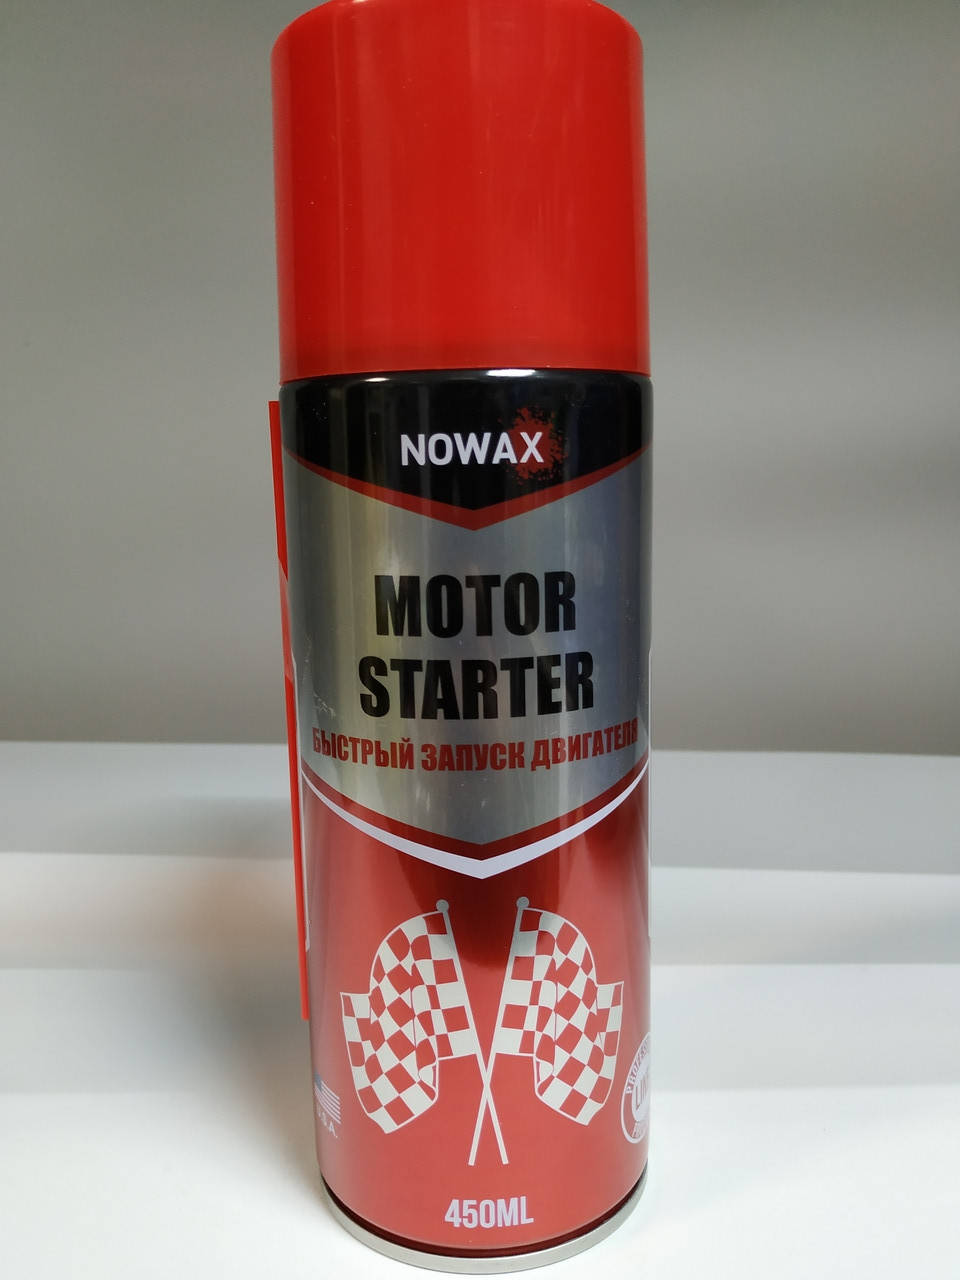 NOWAX
MOTOR
STARTER
БЫСТРЫЙ ЗАПУСК ДВИГАТЕЛЯ
450ML